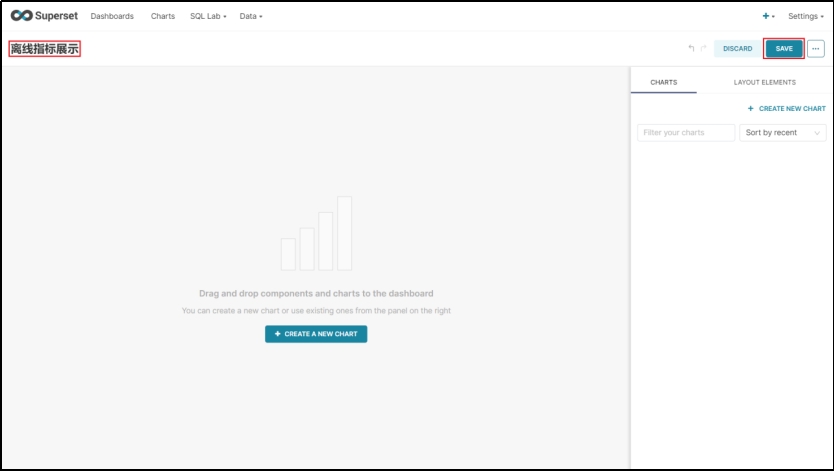 Superset Dashboards Charts SQL Lab Data + Settings
离线指标展示 DISCARD SAVE ...
CHARTS LAYOUT ELEMENTS
+ CREATE NEW CHART
Filter your charts Sort by recent
Drag and drop components and charts to the dashboard
You can create a new chart or use existing ones from the panel on the right
+ CREATE A NEW CHART